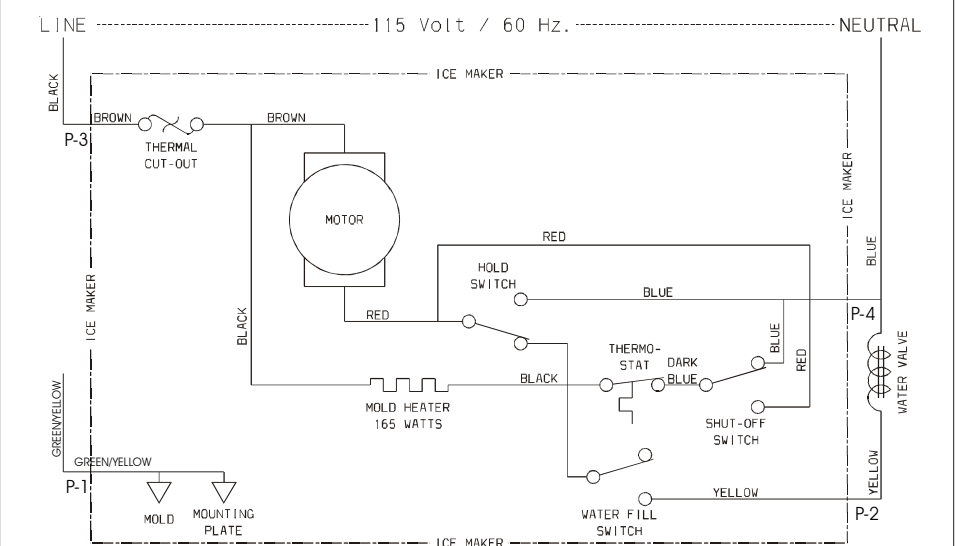 LINE 115 Volt / 60 Hz. NEUTRAL
ICE MAKER
BLACK
BROWN
BROWN
P-3
THERMAL
CUT-OUT
ICE MAKER
MOTOR
RED
BLUE
HOLD
SWITCH
BLUE
P-4
ICE MAKER
BLACK
RED
THERMO-
STAT
DARK
BLUE
BLUE
RED
WATER VALVE
BLACK
MOLD HEATER
165 WATTS
SHUT-OFF
SWITCH
GREEN/YELLOW
GREEN/YELLOW
P-1
MOLD
MOUNTING
PLATE
YELLOW
YELLOW
P-2
WATER FILL
SWITCH
ICE MAKER